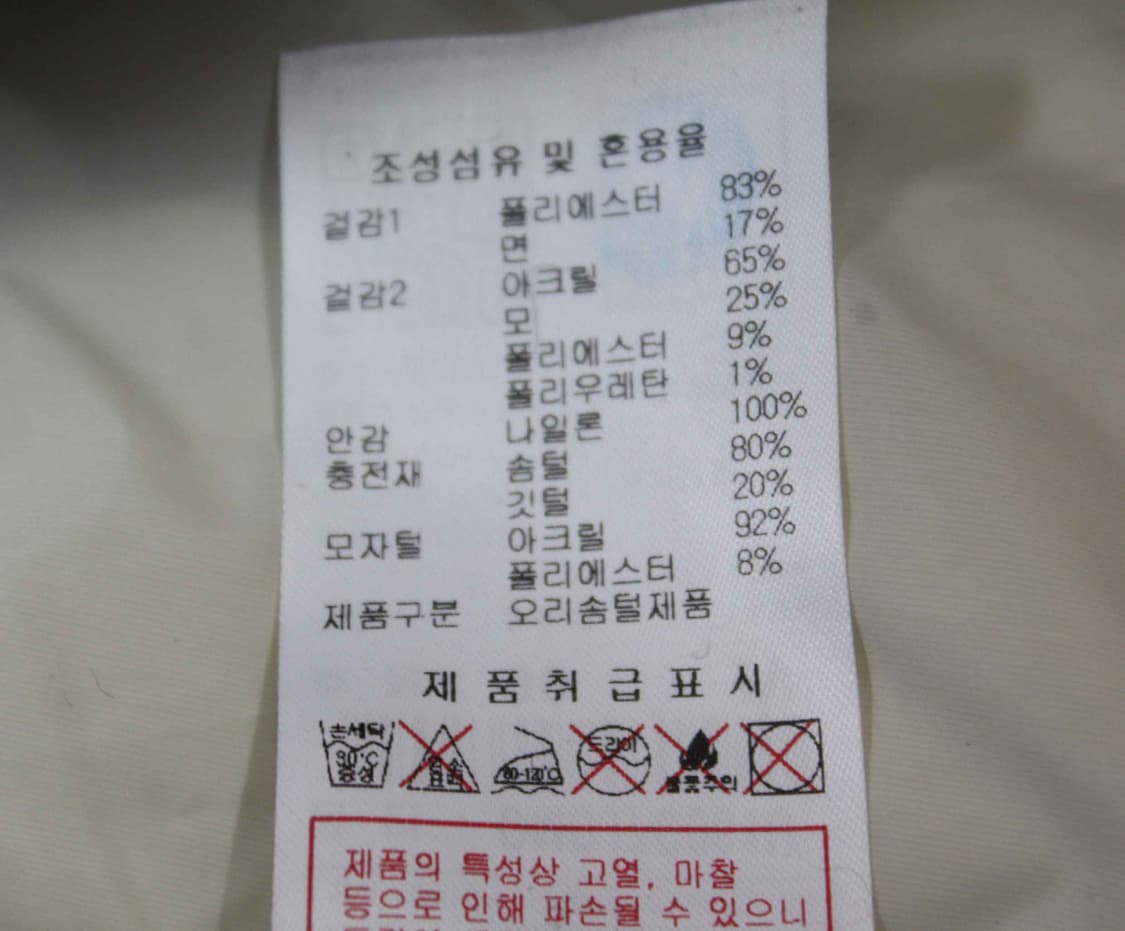 조성섬유 및 혼용율
겉감1 폴리에스터 83%
면 17%
겉감2 아크릴 65%
모 25%
폴리에스터 9%
폴리우레탄 1%
안감 나일론 100%
충전재 솜털 80%
깃털 20%
모자털 아크릴 92%
폴리에스터 8%
제품구분 오리솜털제품
제 품 취 급 표 시
손세탁 드라이
30°C 80-120°C
중성 표백 불꽃주의
제품의 특성상 고열, 마찰
등으로 인해 파손될 수 있으니